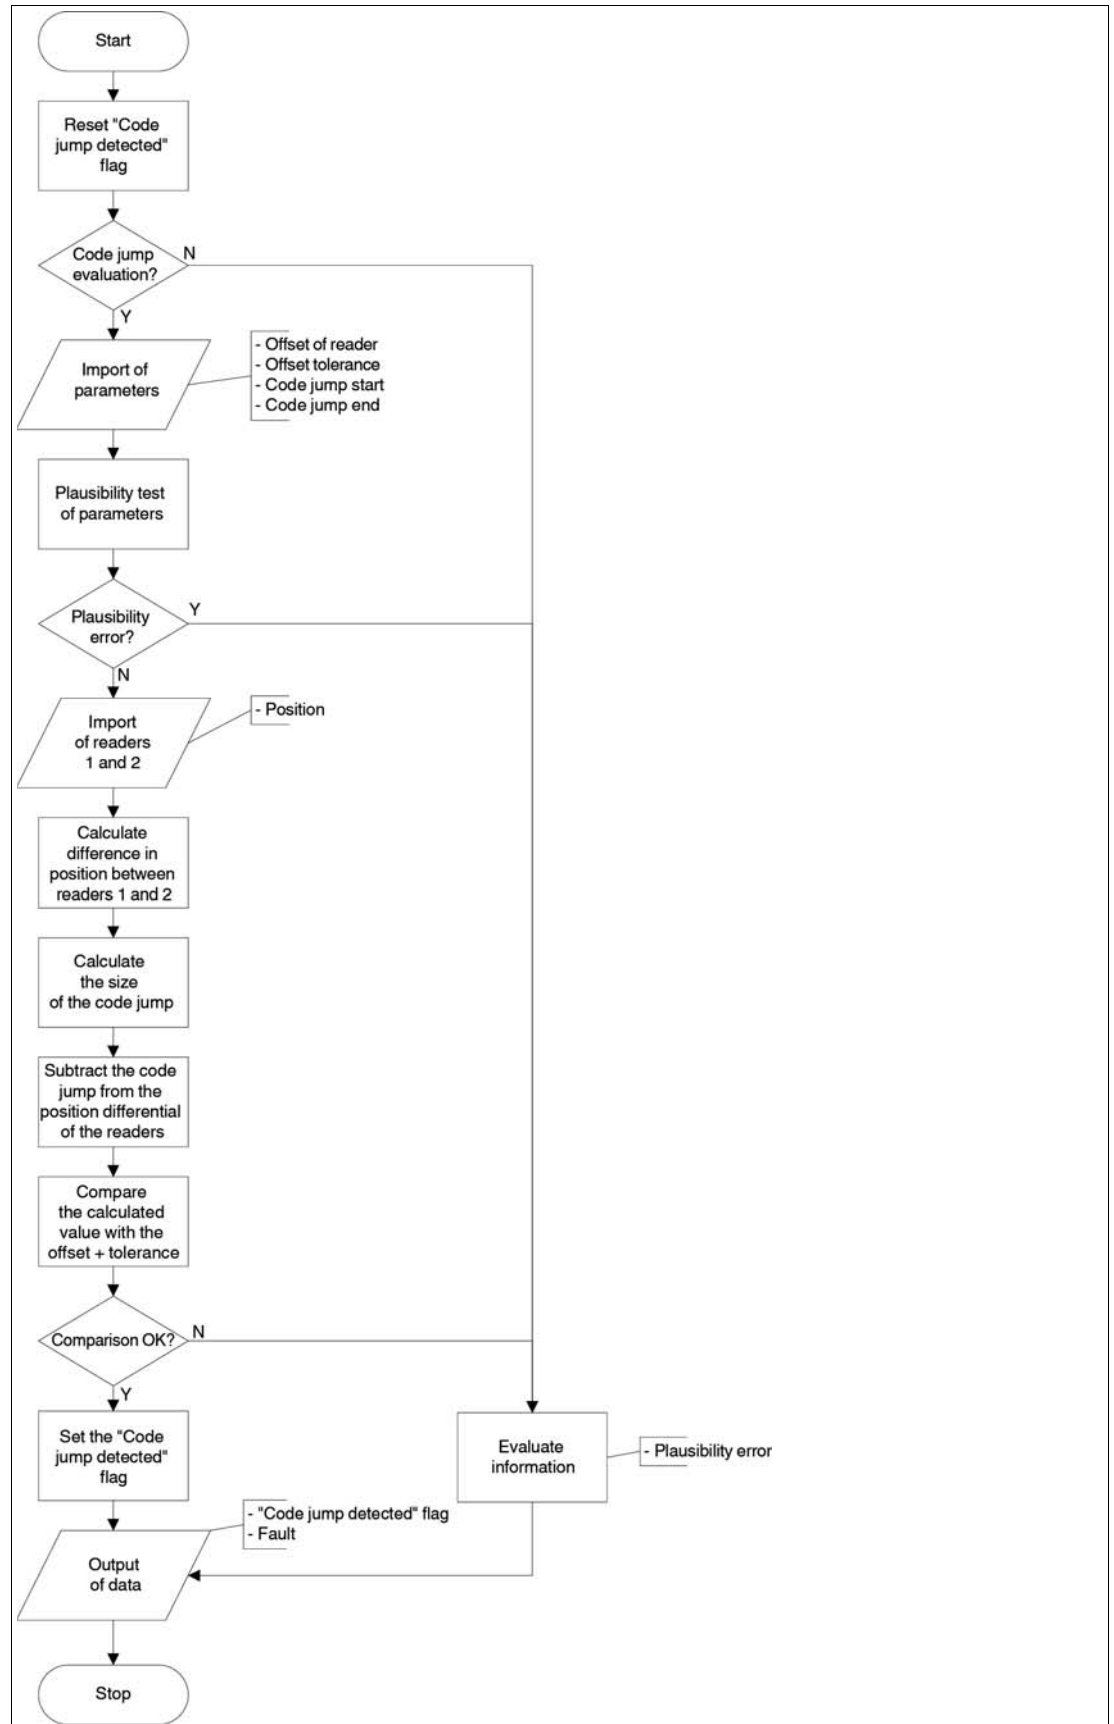 Start
Reset "Code
jump detected"
flag
Code jump
evaluation?
N
Y
Import of
parameters
- Offset of reader
- Offset tolerance
- Code jump start
- Code jump end
Plausibility test
of parameters
Plausibility
error?
Y
N
Import
of readers
1 and 2
- Position
Calculate
difference in
position between
readers 1 and 2
Calculate
the size
of the code jump
Subtract the code
jump from the
position differential
of the readers
Compare
the calculated
value with the
offset + tolerance
Comparison OK?
N
Y
Set the "Code
jump detected"
flag
Evaluate
information
- Plausibility error
- "Code jump detected" flag
- Fault
Output
of data
Stop